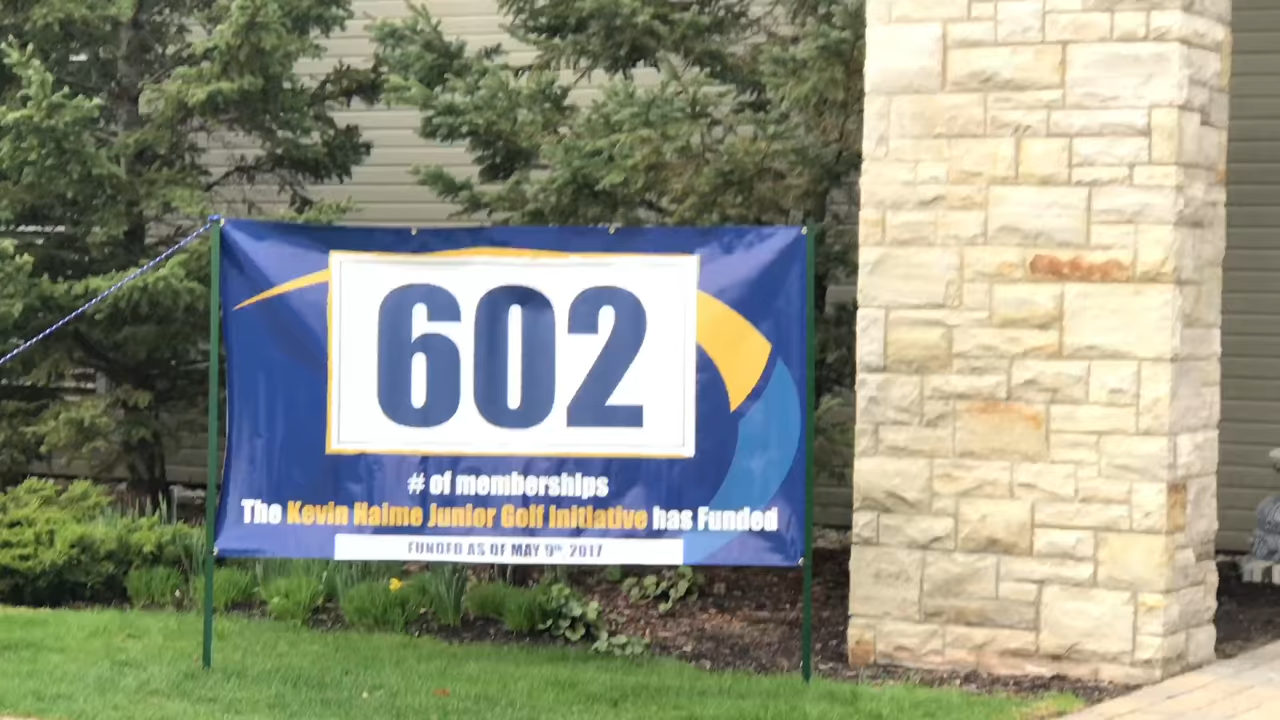 602
# of memberships
The Kevin Haime Junior Golf Initiative has Funded
FUNDED AS OF MAY 9th, 2017